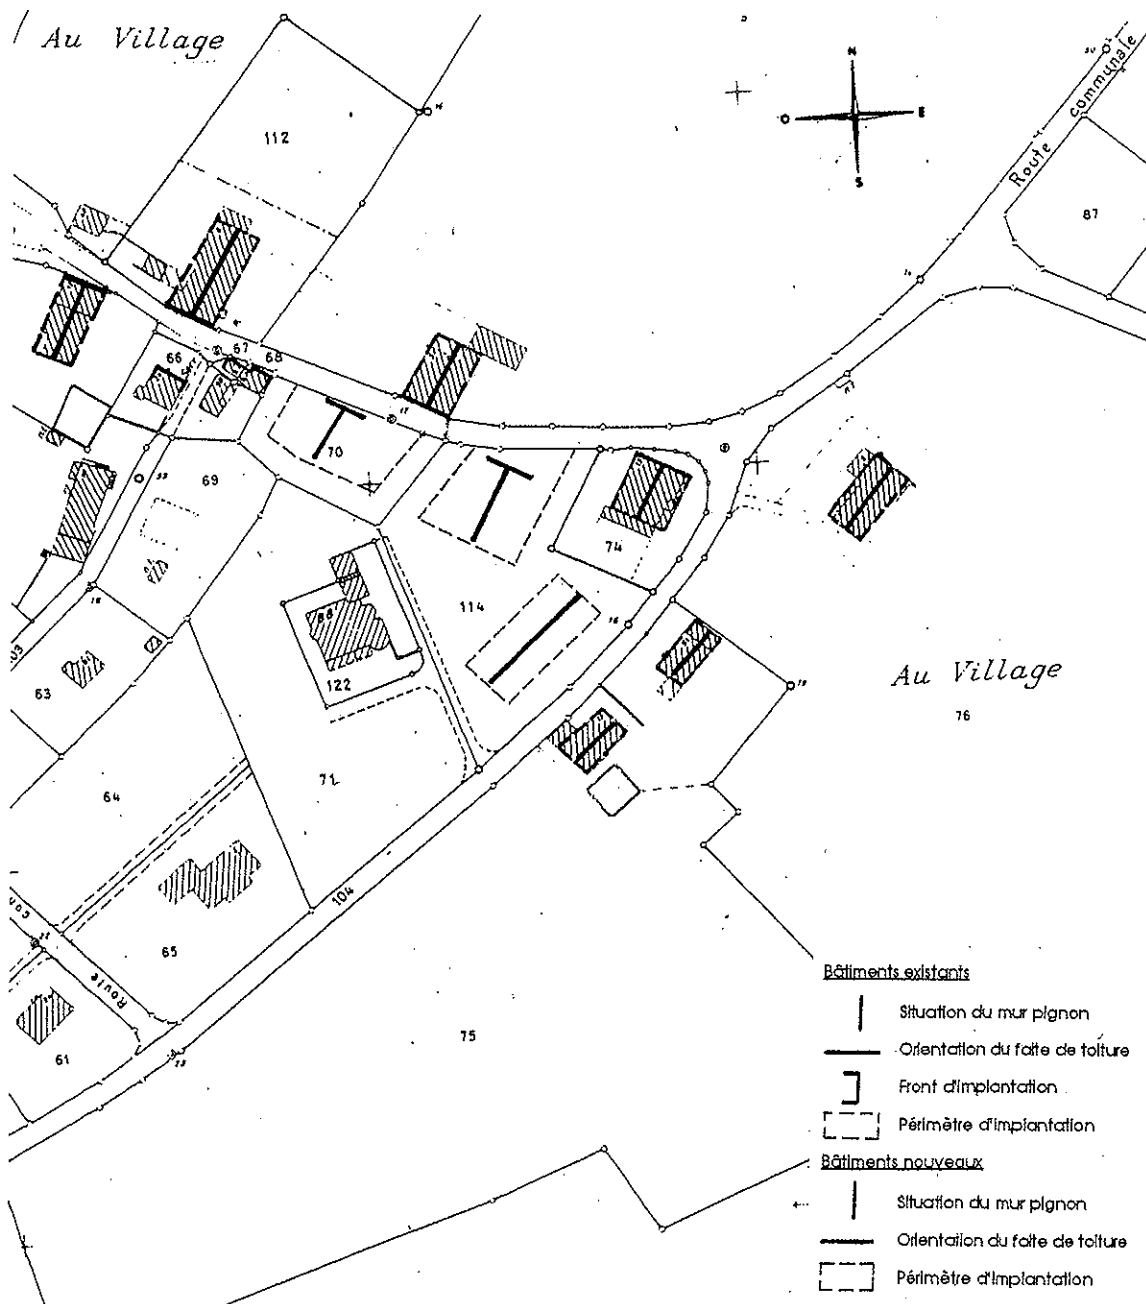 Au Village
N
O
E
S
Route communale
112
87
66
67
68
70
69
74
114
88
122
63
103
71
64
104
65
Route
61
75
Au Village
76
Bâtiments existants
Situation du mur pignon
Orientation du faîte de toiture
Front d'implantation
Périmètre d'implantation
Bâtiments nouveaux
Situation du mur pignon
Orientation du faîte de toiture
Périmètre d'implantation